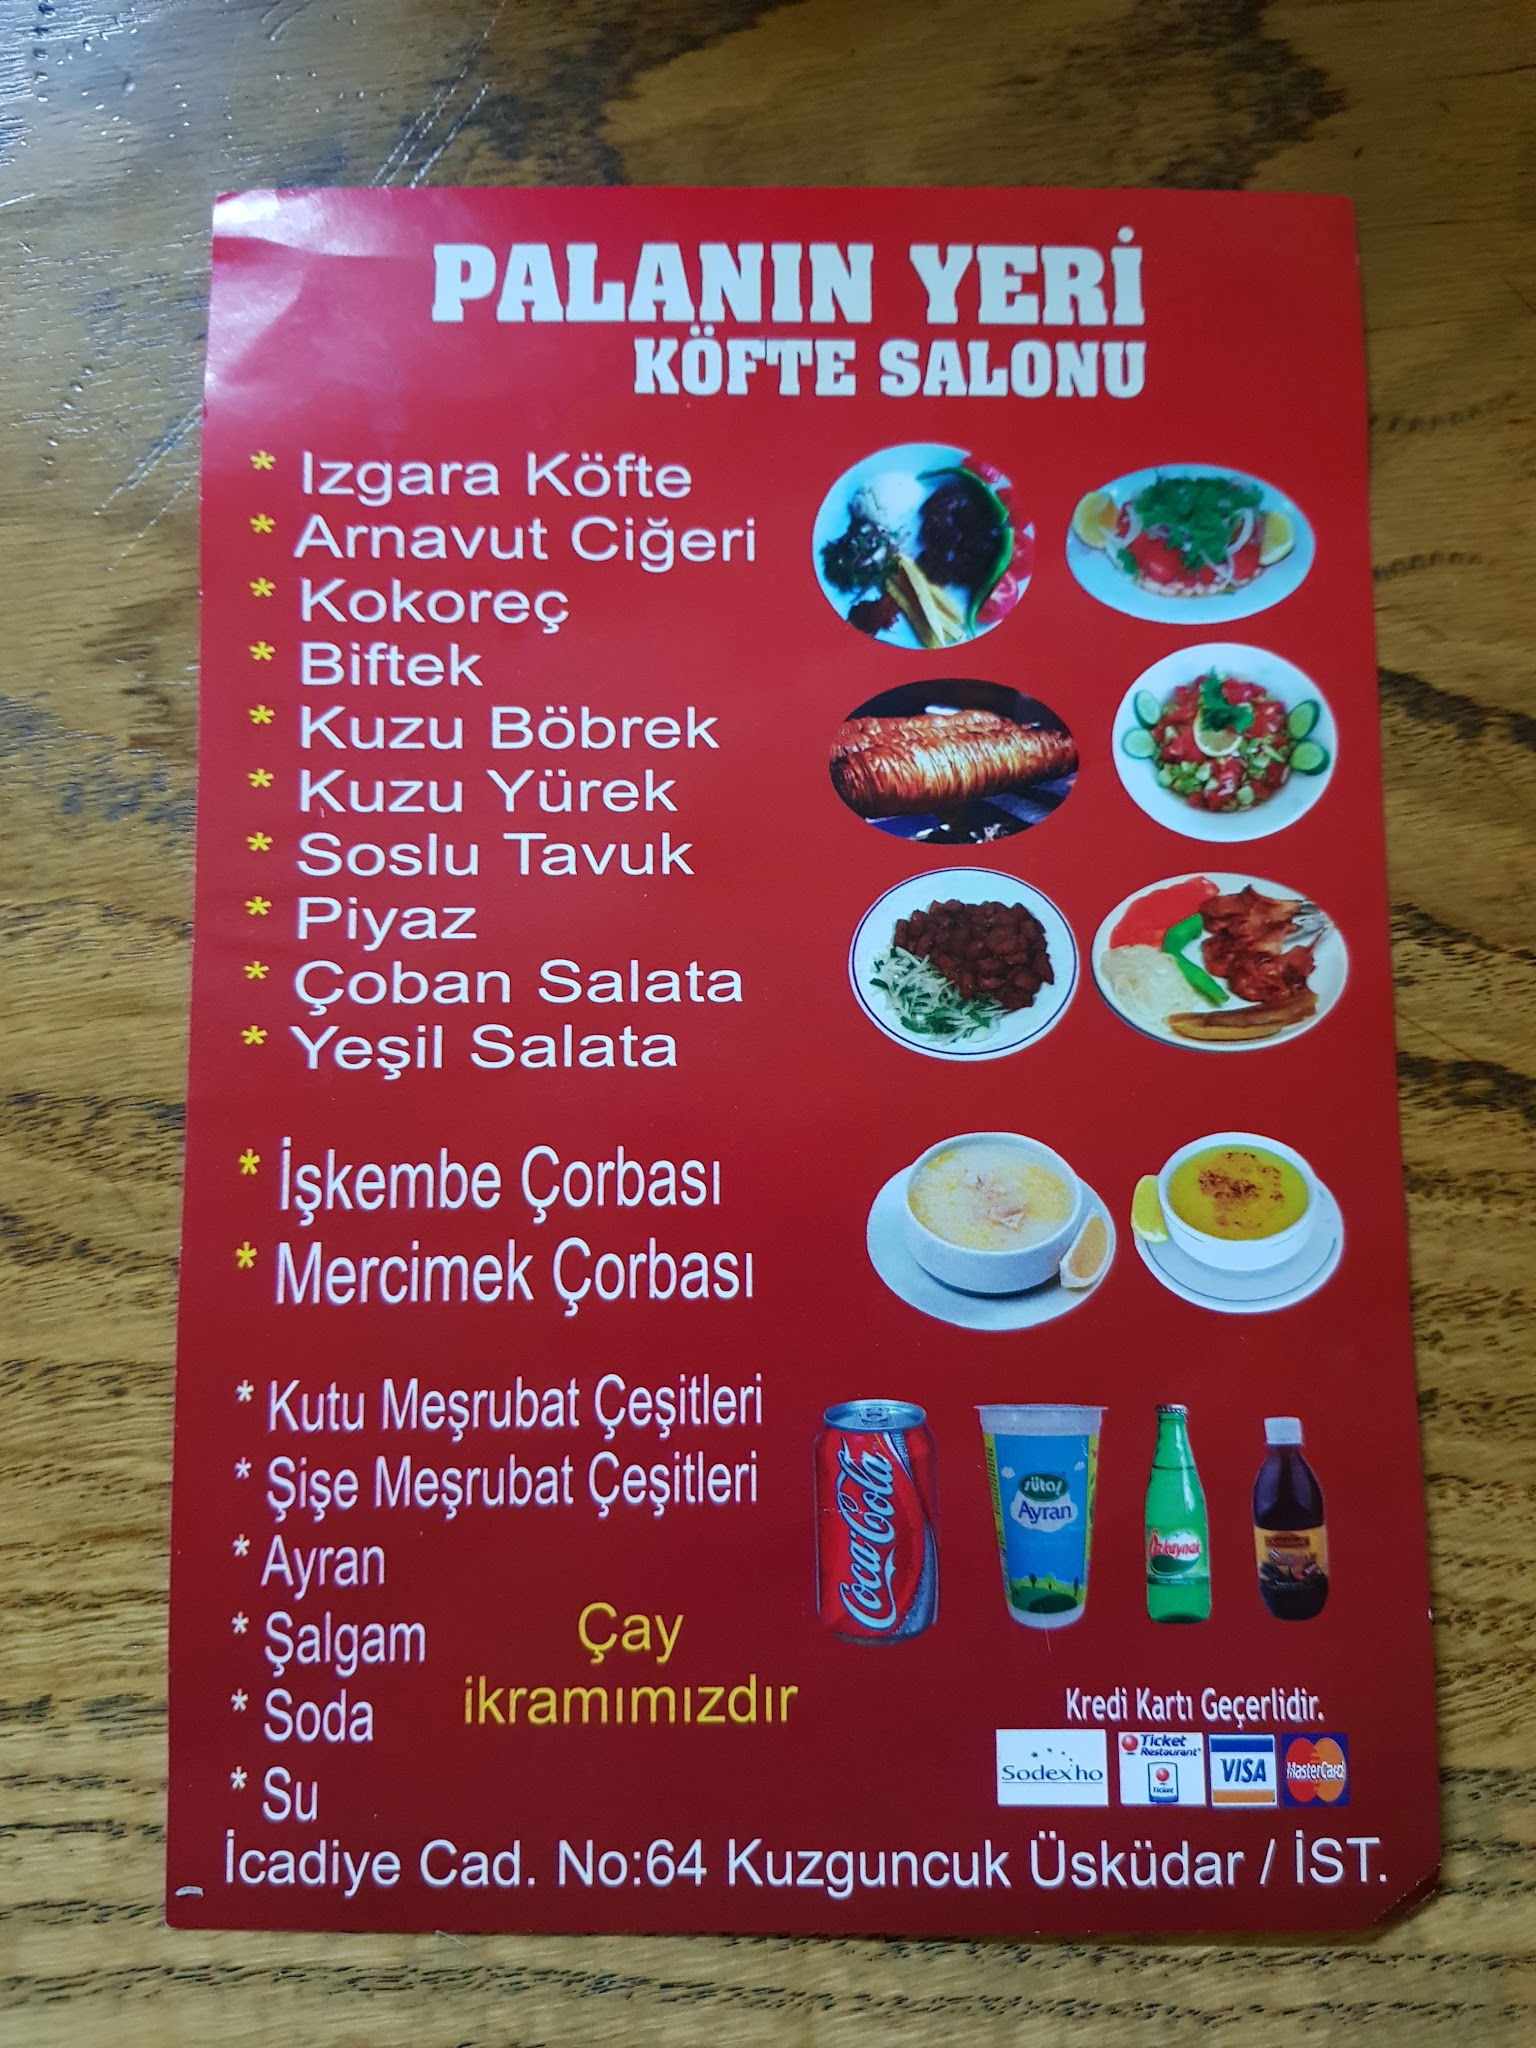 PALANIN YERİ
KÖFTE SALONU
* Izgara Köfte
* Arnavut Ciğeri
* Kokoreç
* Biftek
* Kuzu Böbrek
* Kuzu Yürek
* Soslu Tavuk
* Piyaz
* Çoban Salata
* Yeşil Salata
* İşkembe Çorbası
* Mercimek Çorbası
* Kutu Meşrubat Çeşitleri
* Şişe Meşrubat Çeşitleri
* Ayran
* Şalgam
* Soda
* Su
Çay
ikramımızdır
Coca-Cola
sütaş
Ayran
Özkaynak
Kredi Kartı Geçerlidir.
Sodexho
Ticket
Restaurant
Ticket
VISA
MasterCard
İcadiye Cad. No:64 Kuzguncuk Üsküdar / İST.